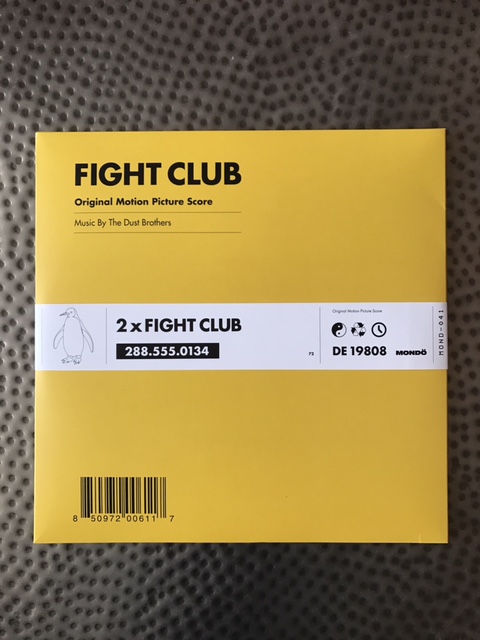 FIGHT CLUB
Original Motion Picture Score
Music By The Dust Brothers
2 x FIGHT CLUB
288.555.0134
FS
Original Motion Picture Score
DE 19808
MONDŌ
MOND-041
8 50972 00611 7